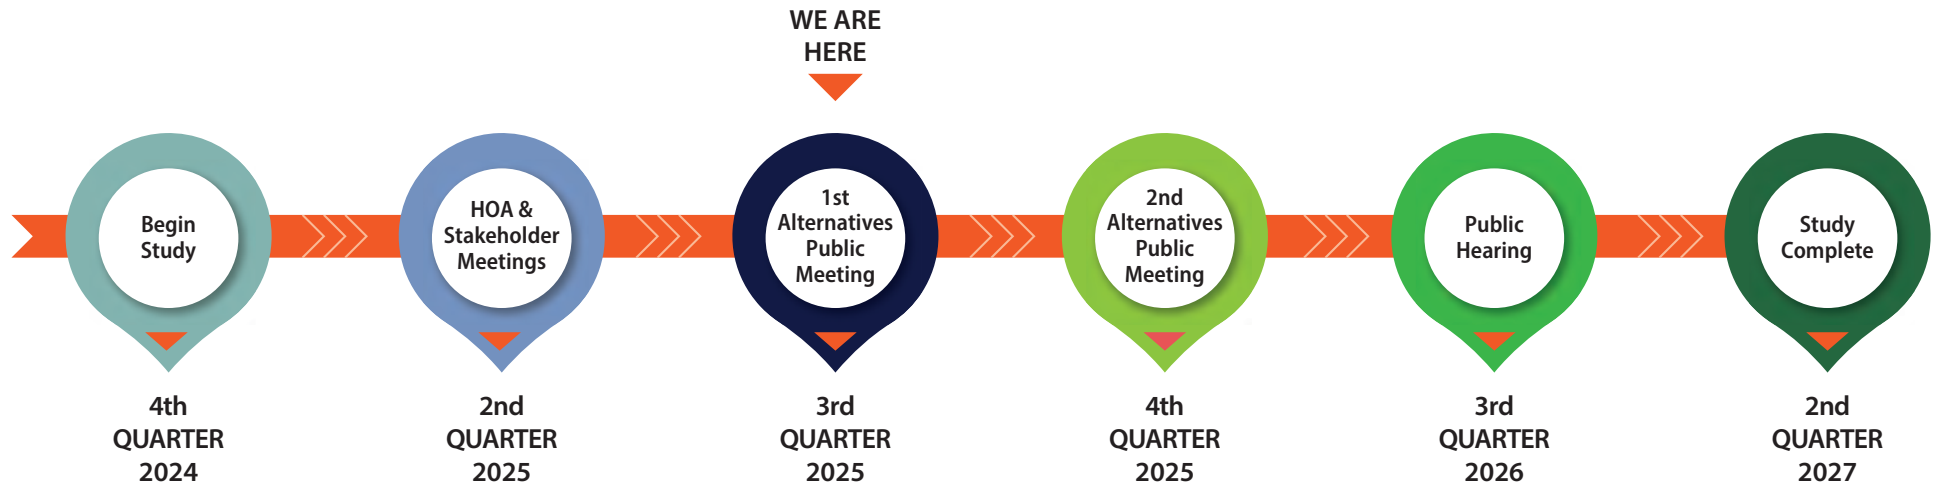 WE ARE
HERE
Begin
Study
HOA &
Stakeholder
Meetings
1st
Alternatives
Public
Meeting
2nd
Alternatives
Public
Meeting
Public
Hearing
Study
Complete
4th
QUARTER
2024
2nd
QUARTER
2025
3rd
QUARTER
2025
4th
QUARTER
2025
3rd
QUARTER
2026
2nd
QUARTER
2027